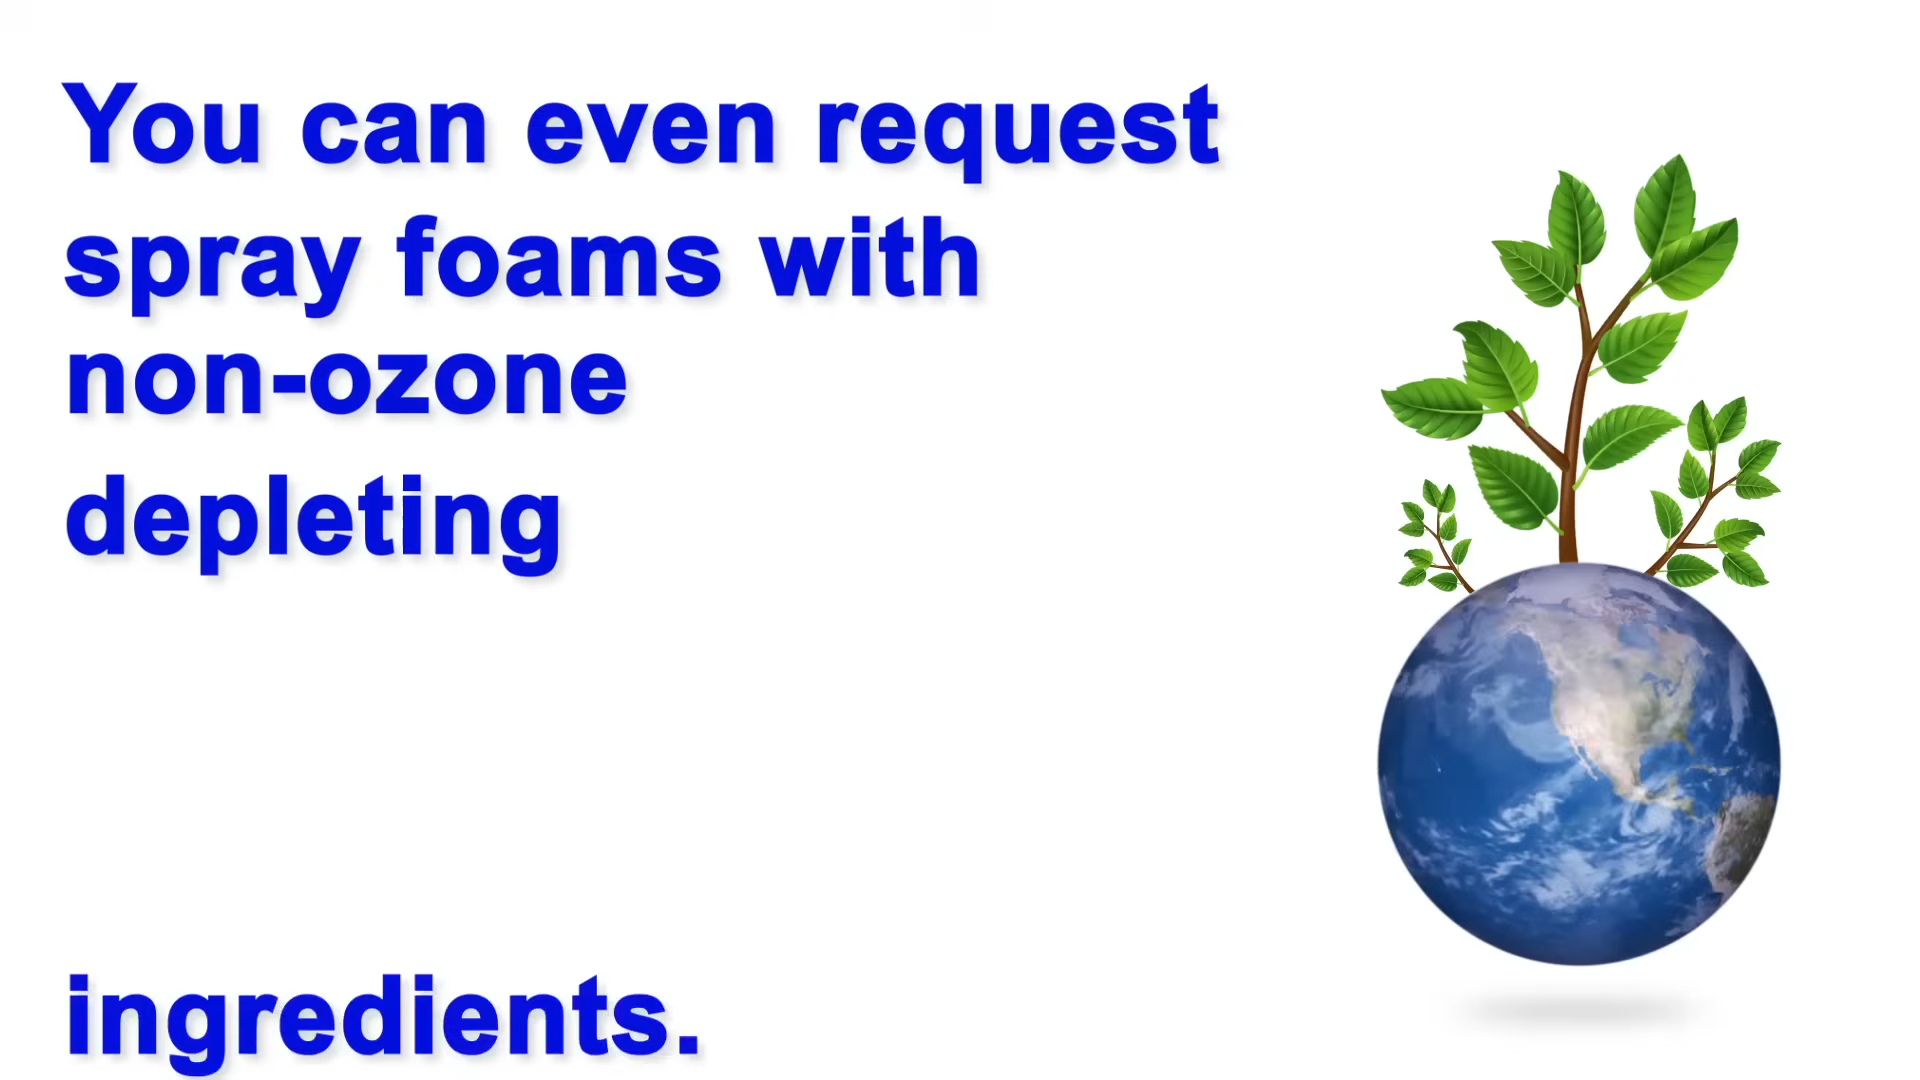 You can even request
spray foams with
non-ozone
depleting
ingredients.